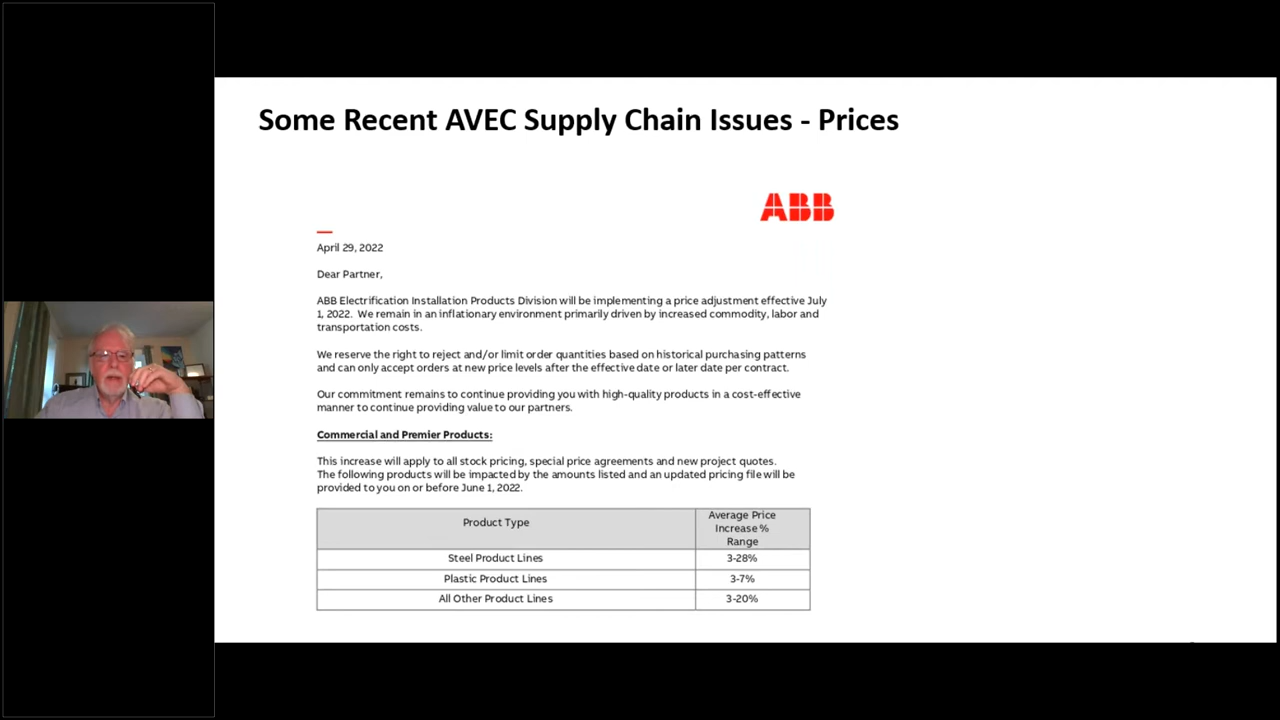 Some Recent AVEC Supply Chain Issues - Prices
ABB
April 29, 2022
Dear Partner,
ABB Electrification Installation Products Division will be implementing a price adjustment effective July
1, 2022. We remain in an inflationary environment primarily driven by increased commodity, labor and
transportation costs.
We reserve the right to reject and/or limit order quantities based on historical purchasing patterns
and can only accept orders at new price levels after the effective date or later date per contract.
Our commitment remains to continue providing you with high-quality products in a cost-effective
manner to continue providing value to our partners.
Commercial and Premier Products:
This increase will apply to all stock pricing, special price agreements and new project quotes.
The following products will be impacted by the amounts listed and an updated pricing file will be
provided to you on or before June 1, 2022.
Product Type
Average Price
Increase %
Range
Steel Product Lines
3-28%
Plastic Product Lines
3-7%
All Other Product Lines
3-20%